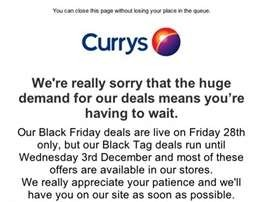 You can close this page without losing your place in the queue.
Currys
We're really sorry that the huge
demand for our deals means you're
having to wait.
Our Black Friday deals are live on Friday 28th
only, but our Black Tag deals run until
Wednesday 3rd December and most of these
offers are available in our stores.
We really appreciate your patience and we'll
have you on our site as soon as possible.